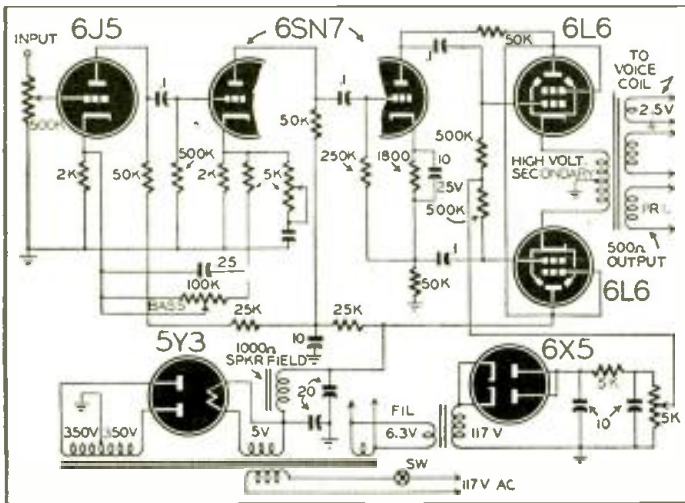 6J5
6SN7
6L6
INPUT
500K
.1
.1
.1
50K
TO
VOICE
COIL
2.5V
2K
50K
500K
2K
5K
50K
250K
1800
10
25V
500K
500K
HIGH VOLT
SECONDARY
PRI.
500Ω
OUTPUT
.1
50K
6L6
.25
100K
BASS
25K
25K
10
5Y3
1000Ω
SPKR FIELD
20
6X5
350V
350V
5V
FIL
6.3V
117V
5K
10
5K
SW
117V AC